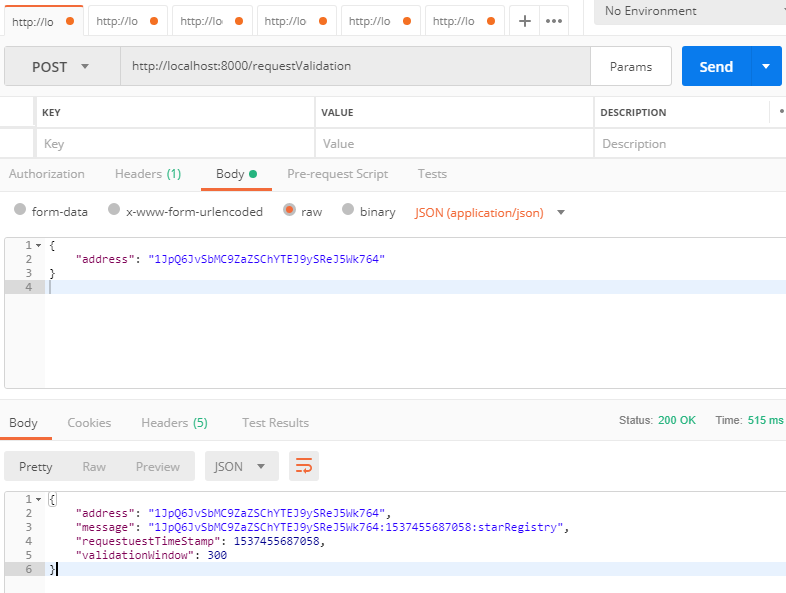 http://lo http://lo http://lo http://lo http://lo http://lo + •••
No Environment
POST http://localhost:8000/requestValidation Params Send
KEY VALUE DESCRIPTION
Key Value Description
Authorization Headers (1) Body Pre-request Script Tests
form-data x-www-form-urlencoded raw binary JSON (application/json)
1 {
2 "address": "1JpQ6JvSbMC9ZaZSChYTEJ9ySReJ5Wk764"
3 }
4
Body Cookies Headers (5) Test Results Status: 200 OK Time: 515 ms
Pretty Raw Preview JSON
1 {
2 "address": "1JpQ6JvSbMC9ZaZSChYTEJ9ySReJ5Wk764",
3 "message": "1JpQ6JvSbMC9ZaZSChYTEJ9ySReJ5Wk764:1537455687058:starRegistry",
4 "requestuestTimeStamp": 1537455687058,
5 "validationWindow": 300
6 }